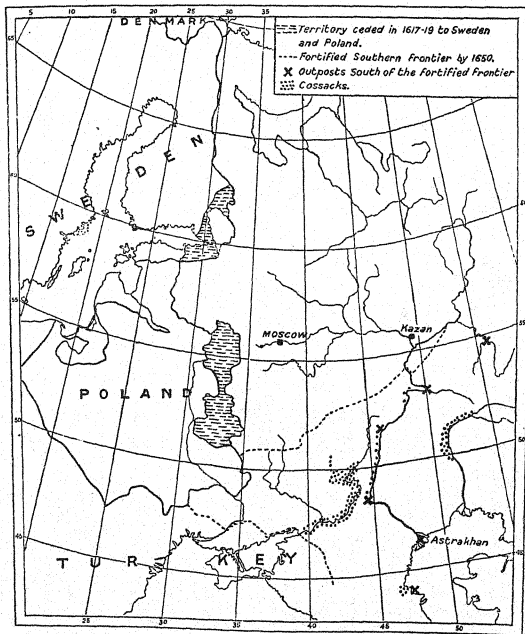 5 10 15 20 25 30 35
DENMARK
Territory ceded in 1617-19 to Sweden
and Poland.
Fortified Southern frontier by 1650.
X Outposts South of the fortified frontier
Cossacks.
65
60
SWEDEN
55
MOSCOW
Kazan
POLAND
50
50
45
Astrakhan
TURKEY
45
25 30 35 40 45 50